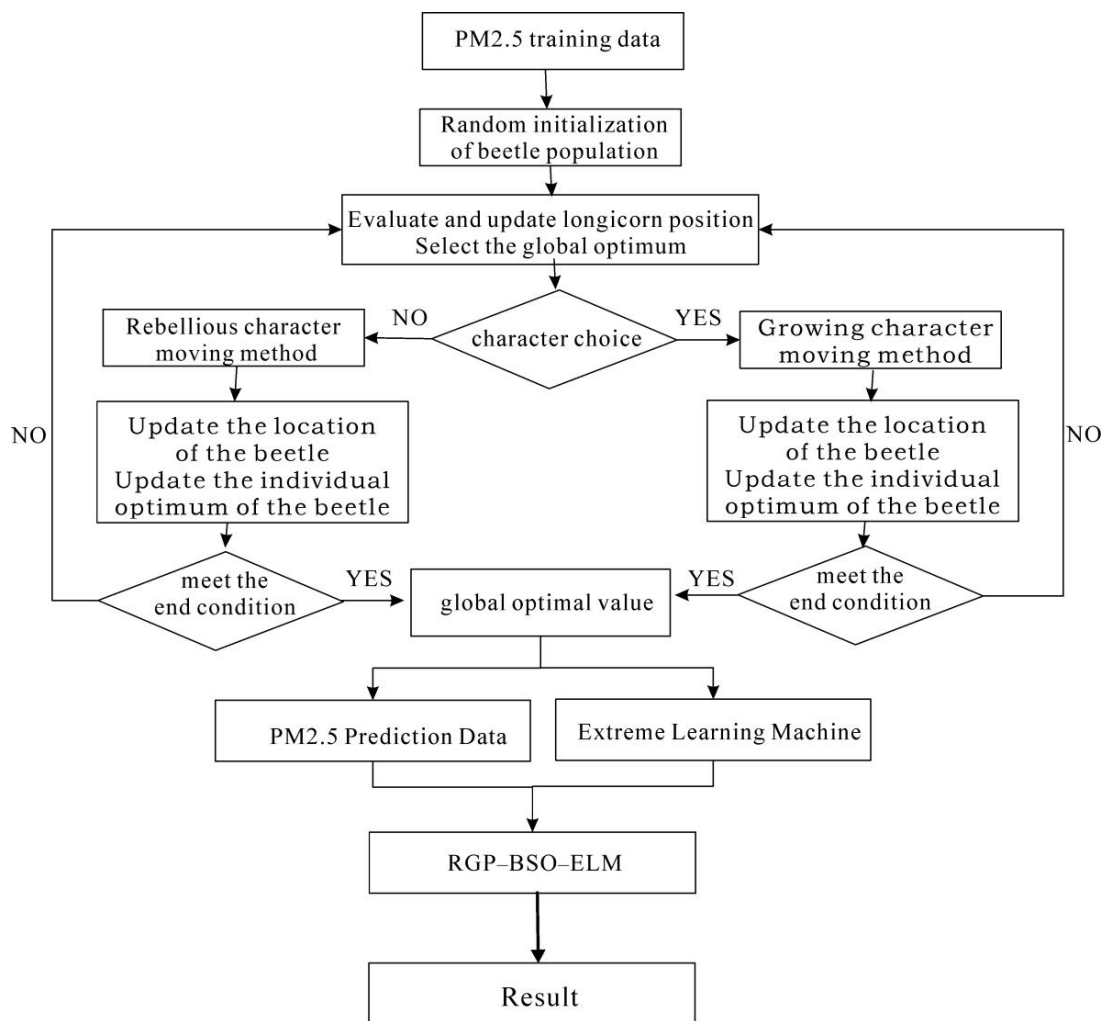 PM2.5 training data
Random initialization
of beetle population
Evaluate and update longicorn position
Select the global optimum
NO
YES
Rebellious character
moving method
character choice
Growing character
moving method
NO
Update the location
of the beetle
Update the individual
optimum of the beetle
Update the location
of the beetle
Update the individual
optimum of the beetle
NO
meet the
end condition
YES
global optimal value
YES
meet the
end condition
PM2.5 Prediction Data
Extreme Learning Machine
RGP–BSO–ELM
Result